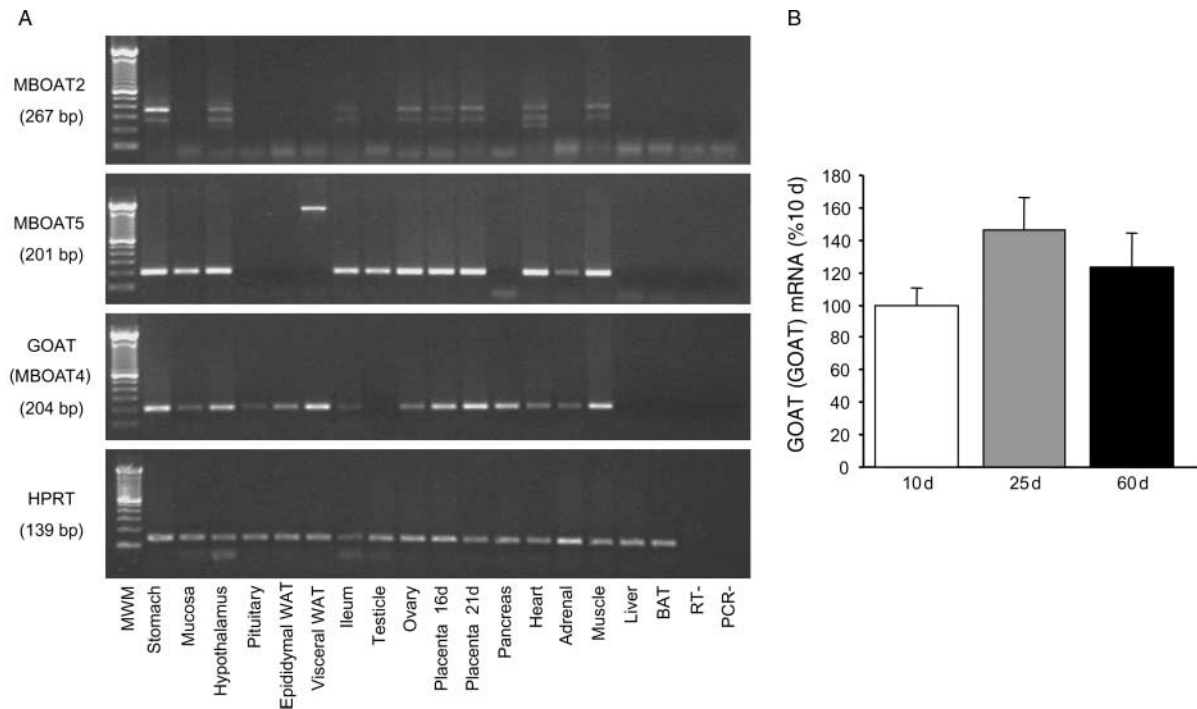 A
MBOAT2
(267 bp)
MBOAT5
(201 bp)
GOAT
(MBOAT4)
(204 bp)
HPRT
(139 bp)
MWM
Stomach
Mucosa
Hypothalamus
Pituitary
Epididymal WAT
Visceral WAT
Ileum
Testicle
Ovary
Placenta 16d
Placenta 21d
Pancreas
Heart
Adrenal
Muscle
Liver
BAT
RT-
PCR-
B
GOAT (GOAT) mRNA (%10 d)
180
160
140
120
100
80
60
40
20
0
10 d
25 d
60 d